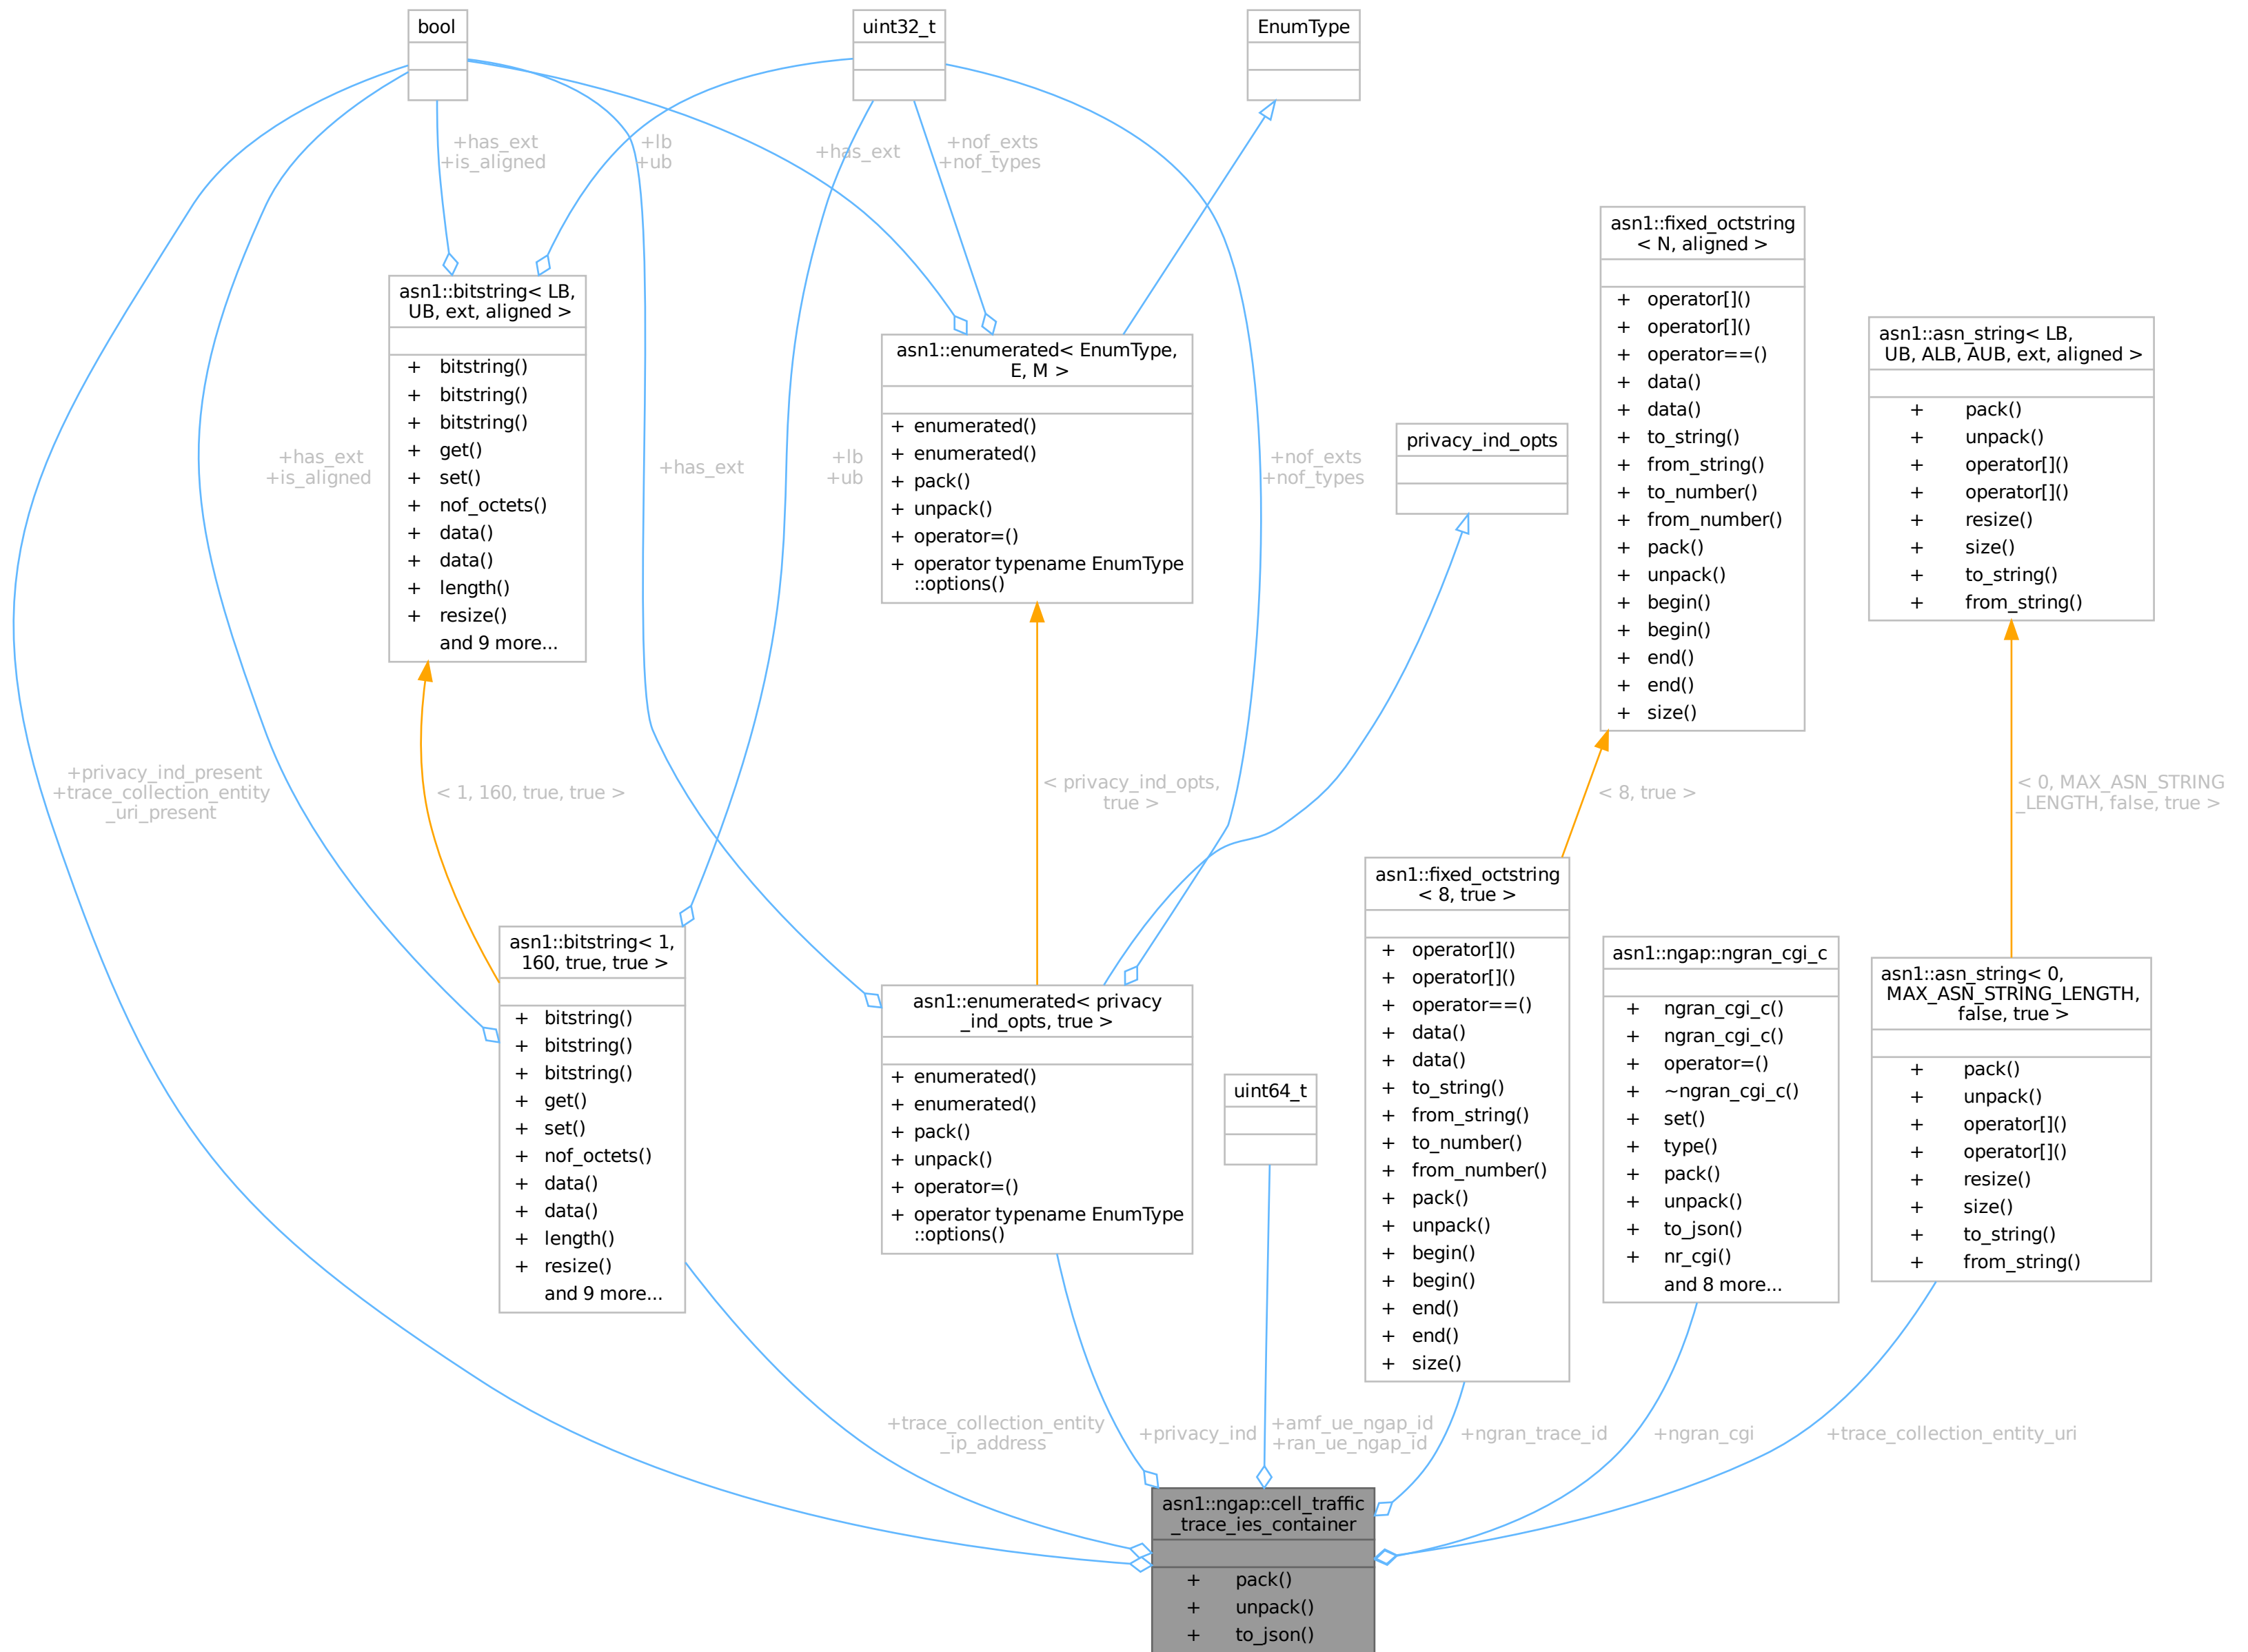 bool
uint32_t
EnumType
+has_ext
+is_aligned
+lb
+ub
+has_ext
+nof_exts
+nof_types
asn1::fixed_octstring
< N, aligned >
+ operator[]()
+ operator[]()
+ operator==()
+ data()
+ data()
+ to_string()
+ from_string()
+ to_number()
+ from_number()
+ pack()
+ unpack()
+ begin()
+ begin()
+ end()
+ end()
+ size()
asn1::bitstring< LB,
UB, ext, aligned >
+ bitstring()
+ bitstring()
+ bitstring()
+ get()
+ set()
+ nof_octets()
+ data()
+ data()
+ length()
+ resize()
and 9 more...
asn1::enumerated< EnumType,
E, M >
+ enumerated()
+ enumerated()
+ pack()
+ unpack()
+ operator=()
+ operator typename EnumType
::options()
asn1::asn_string< LB,
UB, ALB, AUB, ext, aligned >
+ pack()
+ unpack()
+ operator[]()
+ operator[]()
+ resize()
+ size()
+ to_string()
+ from_string()
privacy_ind_opts
+has_ext
+is_aligned
+has_ext
+lb
+ub
+nof_exts
+nof_types
+privacy_ind_present
+trace_collection_entity
_uri_present
< 1, 160, true, true >
< privacy_ind_opts,
true >
< 8, true >
< 0, MAX_ASN_STRING
_LENGTH, false, true >
asn1::bitstring< 1,
160, true, true >
+ bitstring()
+ bitstring()
+ bitstring()
+ get()
+ set()
+ nof_octets()
+ data()
+ data()
+ length()
+ resize()
and 9 more...
asn1::enumerated< privacy
_ind_opts, true >
+ enumerated()
+ enumerated()
+ pack()
+ unpack()
+ operator=()
+ operator typename EnumType
::options()
uint64_t
asn1::fixed_octstring
< 8, true >
+ operator[]()
+ operator[]()
+ operator==()
+ data()
+ data()
+ to_string()
+ from_string()
+ to_number()
+ from_number()
+ pack()
+ unpack()
+ begin()
+ begin()
+ end()
+ end()
+ size()
asn1::ngap::ngran_cgi_c
+ ngran_cgi_c()
+ ngran_cgi_c()
+ operator=()
+ ~ngran_cgi_c()
+ set()
+ type()
+ pack()
+ unpack()
+ to_json()
+ nr_cgi()
and 8 more...
asn1::asn_string< 0,
MAX_ASN_STRING_LENGTH,
false, true >
+ pack()
+ unpack()
+ operator[]()
+ operator[]()
+ resize()
+ size()
+ to_string()
+ from_string()
+trace_collection_entity
_ip_address
+privacy_ind
+amf_ue_ngap_id
+ran_ue_ngap_id
+ngran_trace_id
+ngran_cgi
+trace_collection_entity_uri
asn1::ngap::cell_traffic
_trace_ies_container
+ pack()
+ unpack()
+ to_json()